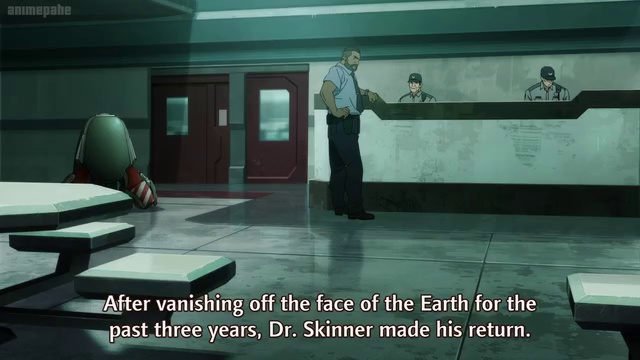 animepahe
After vanishing off the face of the Earth for the
past three years, Dr. Skinner made his return.